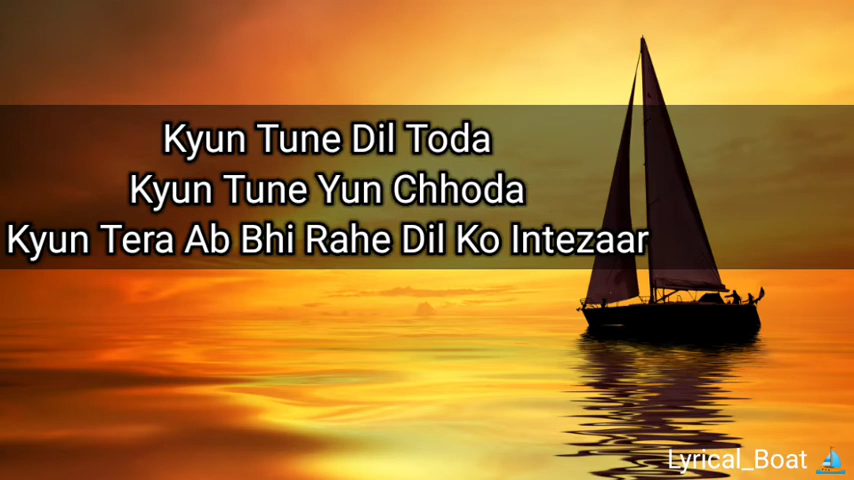 Kyun Tune Dil Toda
Kyun Tune Yun Chhoda
Kyun Tera Ab Bhi Rahe Dil Ko Intezaar
Lyrical_Boat ⛵